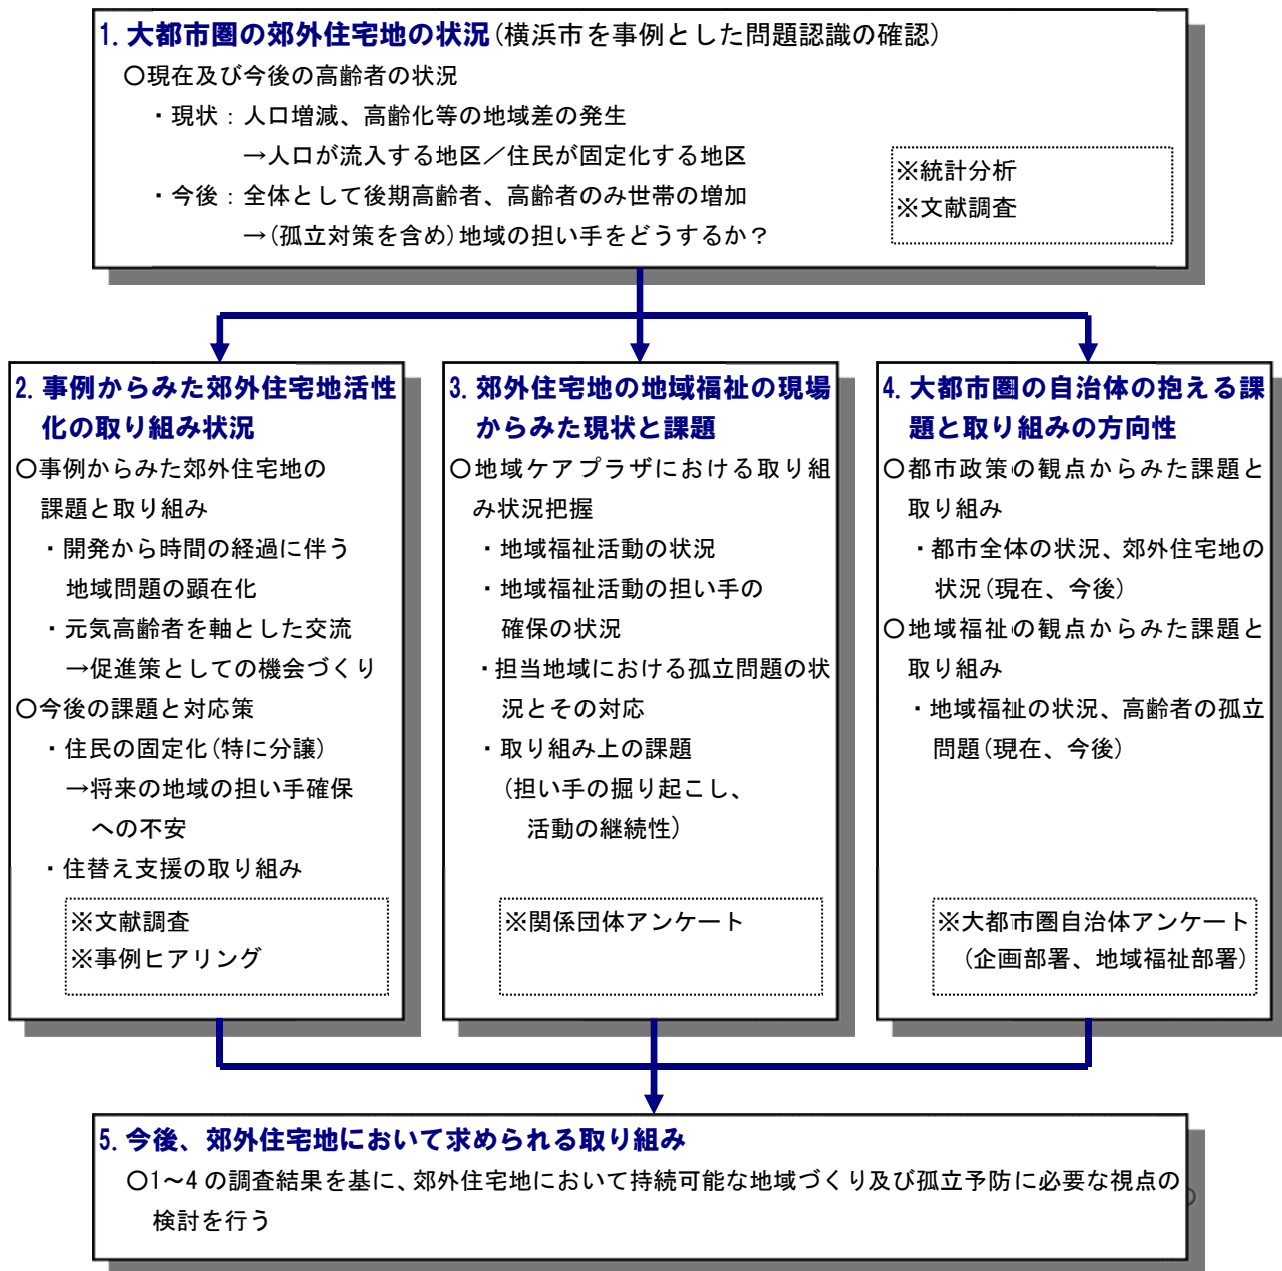 1. 大都市圏の郊外住宅地の状況(横浜市を事例とした問題認識の確認)
〇現在及び今後の高齢者の状況
・現状：人口増減、高齢化等の地域差の発生
→人口が流入する地区／住民が固定化する地区
・今後：全体として後期高齢者、高齢者のみ世帯の増加
→(孤立対策を含め)地域の担い手をどうするか？
※統計分析
※文献調査
2. 事例からみた郊外住宅地活性
化の取り組み状況
〇事例からみた郊外住宅地の
課題と取り組み
・開発から時間の経過に伴う
地域問題の顕在化
・元気高齢者を軸とした交流
→促進策としての機会づくり
〇今後の課題と対応策
・住民の固定化(特に分譲)
→将来の地域の担い手確保
への不安
・住替え支援の取り組み
※文献調査
※事例ヒアリング
3. 郊外住宅地の地域福祉の現場
からみた現状と課題
〇地域ケアプラザにおける取り組
み状況把握
・地域福祉活動の状況
・地域福祉活動の担い手の
確保の状況
・担当地域における孤立問題の状
況とその対応
・取り組み上の課題
(担い手の掘り起こし、
活動の継続性)
※関係団体アンケート
4. 大都市圏の自治体の抱える課
題と取り組みの方向性
〇都市政策の観点からみた課題と
取り組み
・都市全体の状況、郊外住宅地の
状況(現在、今後)
〇地域福祉の観点からみた課題と
取り組み
・地域福祉の状況、高齢者の孤立
問題(現在、今後)
※大都市圏自治体アンケート
(企画部署、地域福祉部署)
5. 今後、郊外住宅地において求められる取り組み
〇1～4 の調査結果を基に、郊外住宅地において持続可能な地域づくり及び孤立予防に必要な視点の
検討を行う